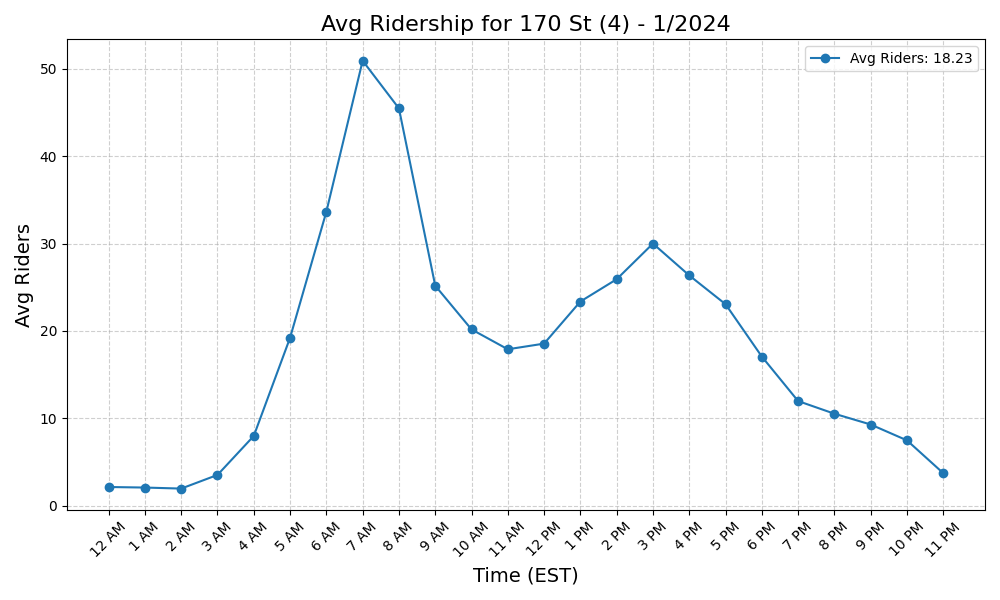 Avg Ridership for 170 St (4) - 1/2024
Avg Riders: 18.23
Avg Riders
50
40
30
20
10
0
12 AM
1 AM
2 AM
3 AM
4 AM
5 AM
6 AM
7 AM
8 AM
9 AM
10 AM
11 AM
12 PM
1 PM
2 PM
3 PM
4 PM
5 PM
6 PM
7 PM
8 PM
9 PM
10 PM
11 PM
Time (EST)